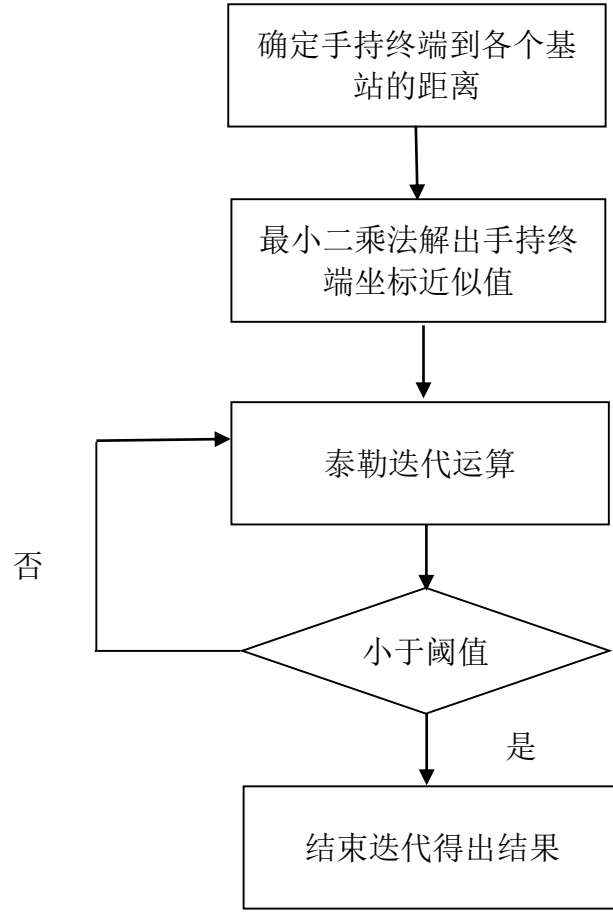 确定手持终端到各个基
站的距离
最小二乘法解出手持终
端坐标近似值
泰勒迭代运算
否
小于阈值
是
结束迭代得出结果